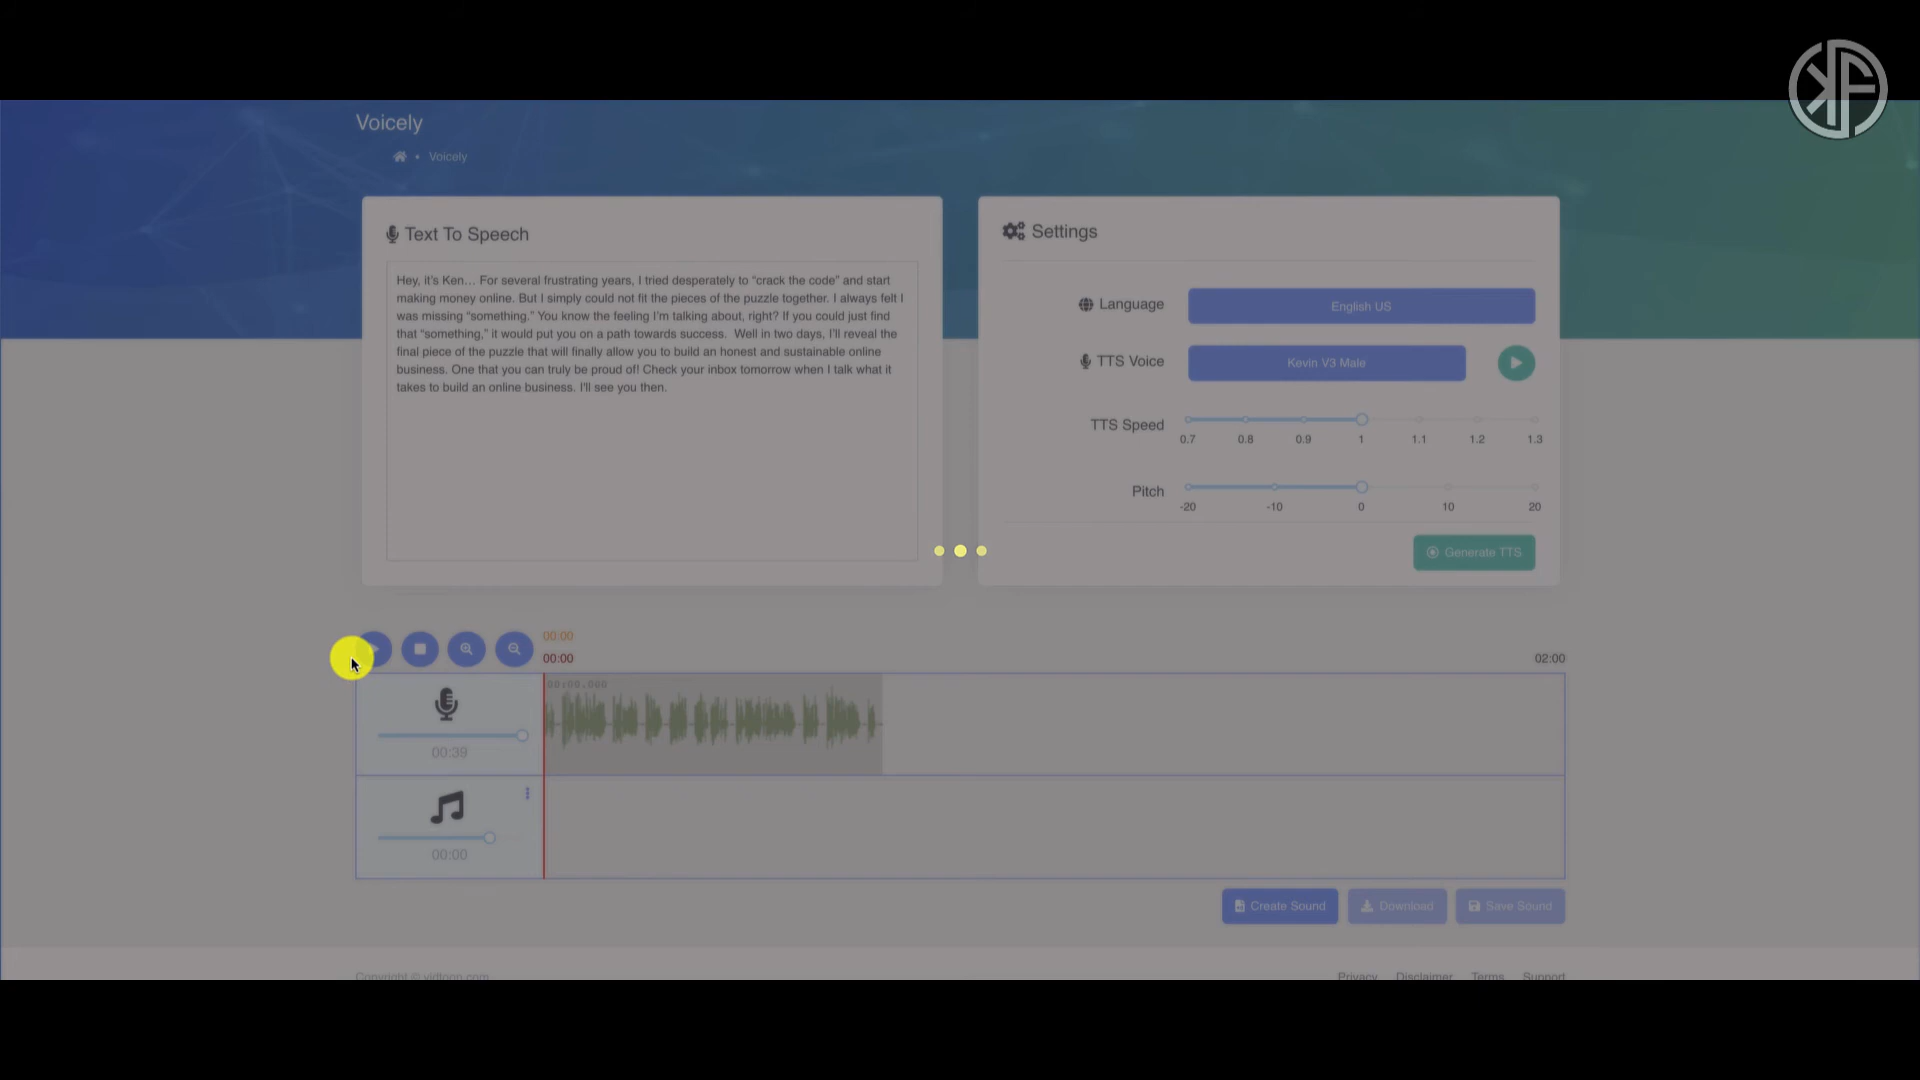 KF
Voicely
Voicely
Text To Speech
Hey, it's Ken... For several frustrating years, I tried desperately to “crack the code” and start
making money online. But I simply could not fit the pieces of the puzzle together. I always felt I
was missing “something.” You know the feeling I'm talking about, right? If you could just find
that “something,” it would put you on a path towards success.  Well in two days, I'll reveal the
final piece of the puzzle that will finally allow you to build an honest and sustainable online
business. One that you can truly be proud of! Check your inbox tomorrow when I talk what it
takes to build an online business. I'll see you then.
Settings
Language
English US
TTS Voice
Kevin V3 Male
TTS Speed
0.7 0.8 0.9 1 1.1 1.2 1.3
Pitch
-20 -10 0 10 20
Generate TTS
00:00
00:00
02:00
00:00.000
00:39
00:00
Create Sound
Download
Save Sound
Copyright © vidtoon.com
Privacy Disclaimer Terms Support